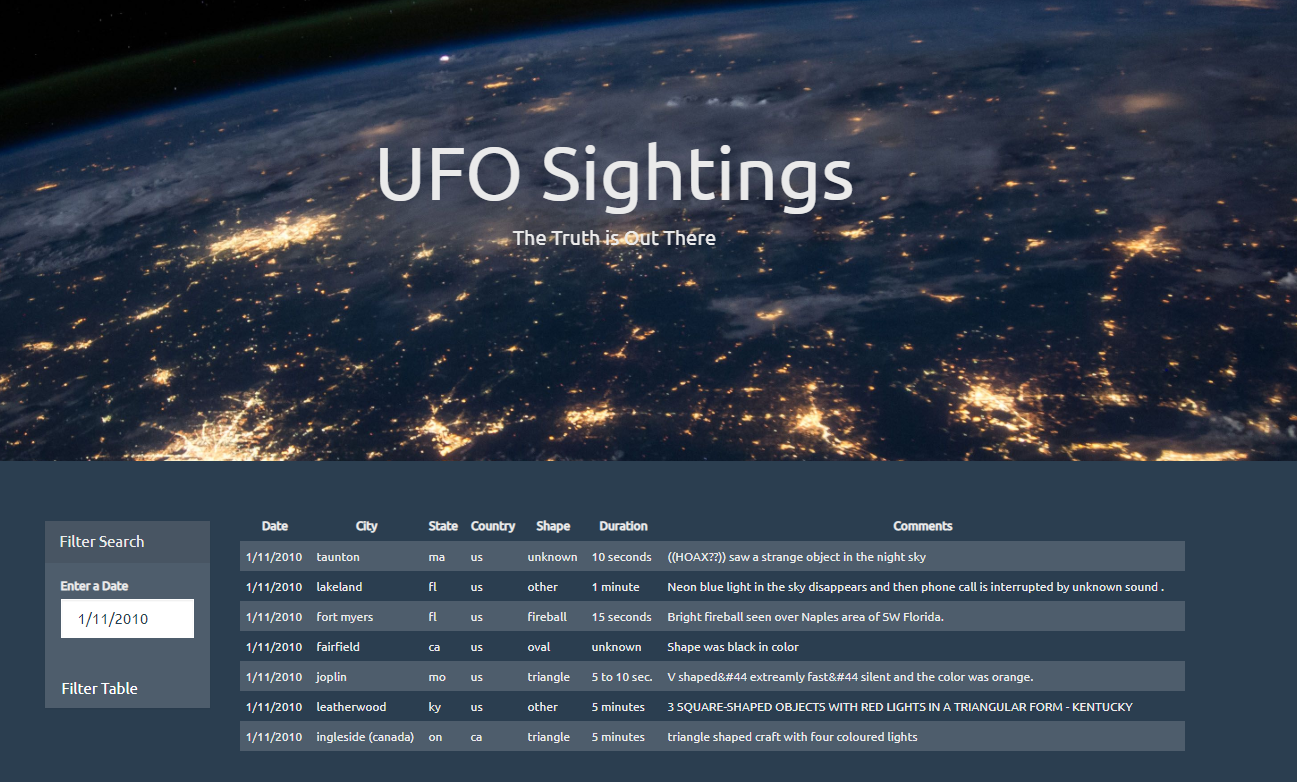 UFO Sightings
The Truth is Out There
Filter Search
Enter a Date
1/11/2010
Filter Table
Date City State Country Shape Duration Comments
1/11/2010 taunton ma us unknown 10 seconds ((HOAX??)) saw a strange object in the night sky
1/11/2010 lakeland fl us other 1 minute Neon blue light in the sky disappears and then phone call is interrupted by unknown sound .
1/11/2010 fort myers fl us fireball 15 seconds Bright fireball seen over Naples area of SW Florida.
1/11/2010 fairfield ca us oval unknown Shape was black in color
1/11/2010 joplin mo us triangle 5 to 10 sec. V shaped&#44 extreamly fast&#44 silent and the color was orange.
1/11/2010 leatherwood ky us other 5 minutes 3 SQUARE-SHAPED OBJECTS WITH RED LIGHTS IN A TRIANGULAR FORM - KENTUCKY
1/11/2010 ingleside (canada) on ca triangle 5 minutes triangle shaped craft with four coloured lights